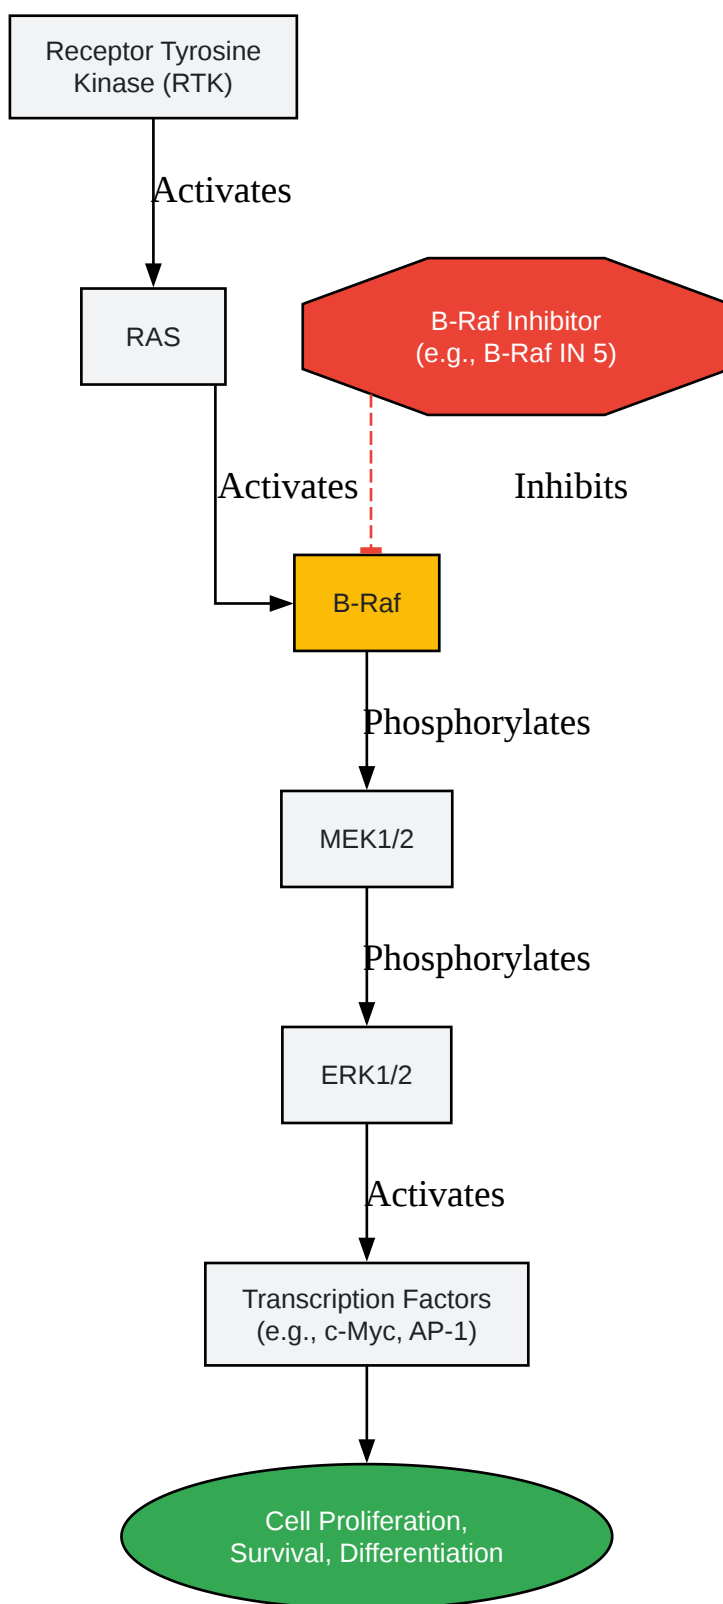 Receptor Tyrosine
Kinase (RTK)
Activates
RAS
B-Raf Inhibitor
(e.g., B-Raf IN 5)
Activates
Inhibits
B-Raf
Phosphorylates
MEK1/2
Phosphorylates
ERK1/2
Activates
Transcription Factors
(e.g., c-Myc, AP-1)
Cell Proliferation,
Survival, Differentiation